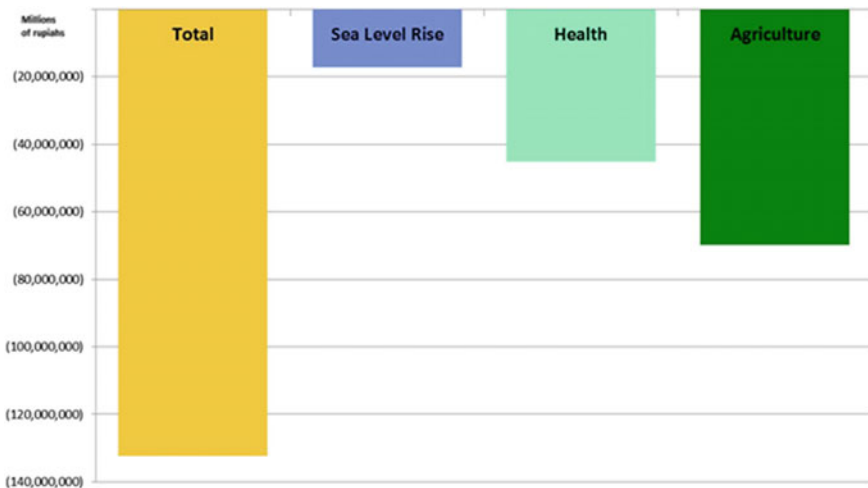 Millions
of rupiahs
Total
Sea Level Rise
Health
Agriculture
(20,000,000)
(40,000,000)
(60,000,000)
(80,000,000)
(100,000,000)
(120,000,000)
(140,000,000)